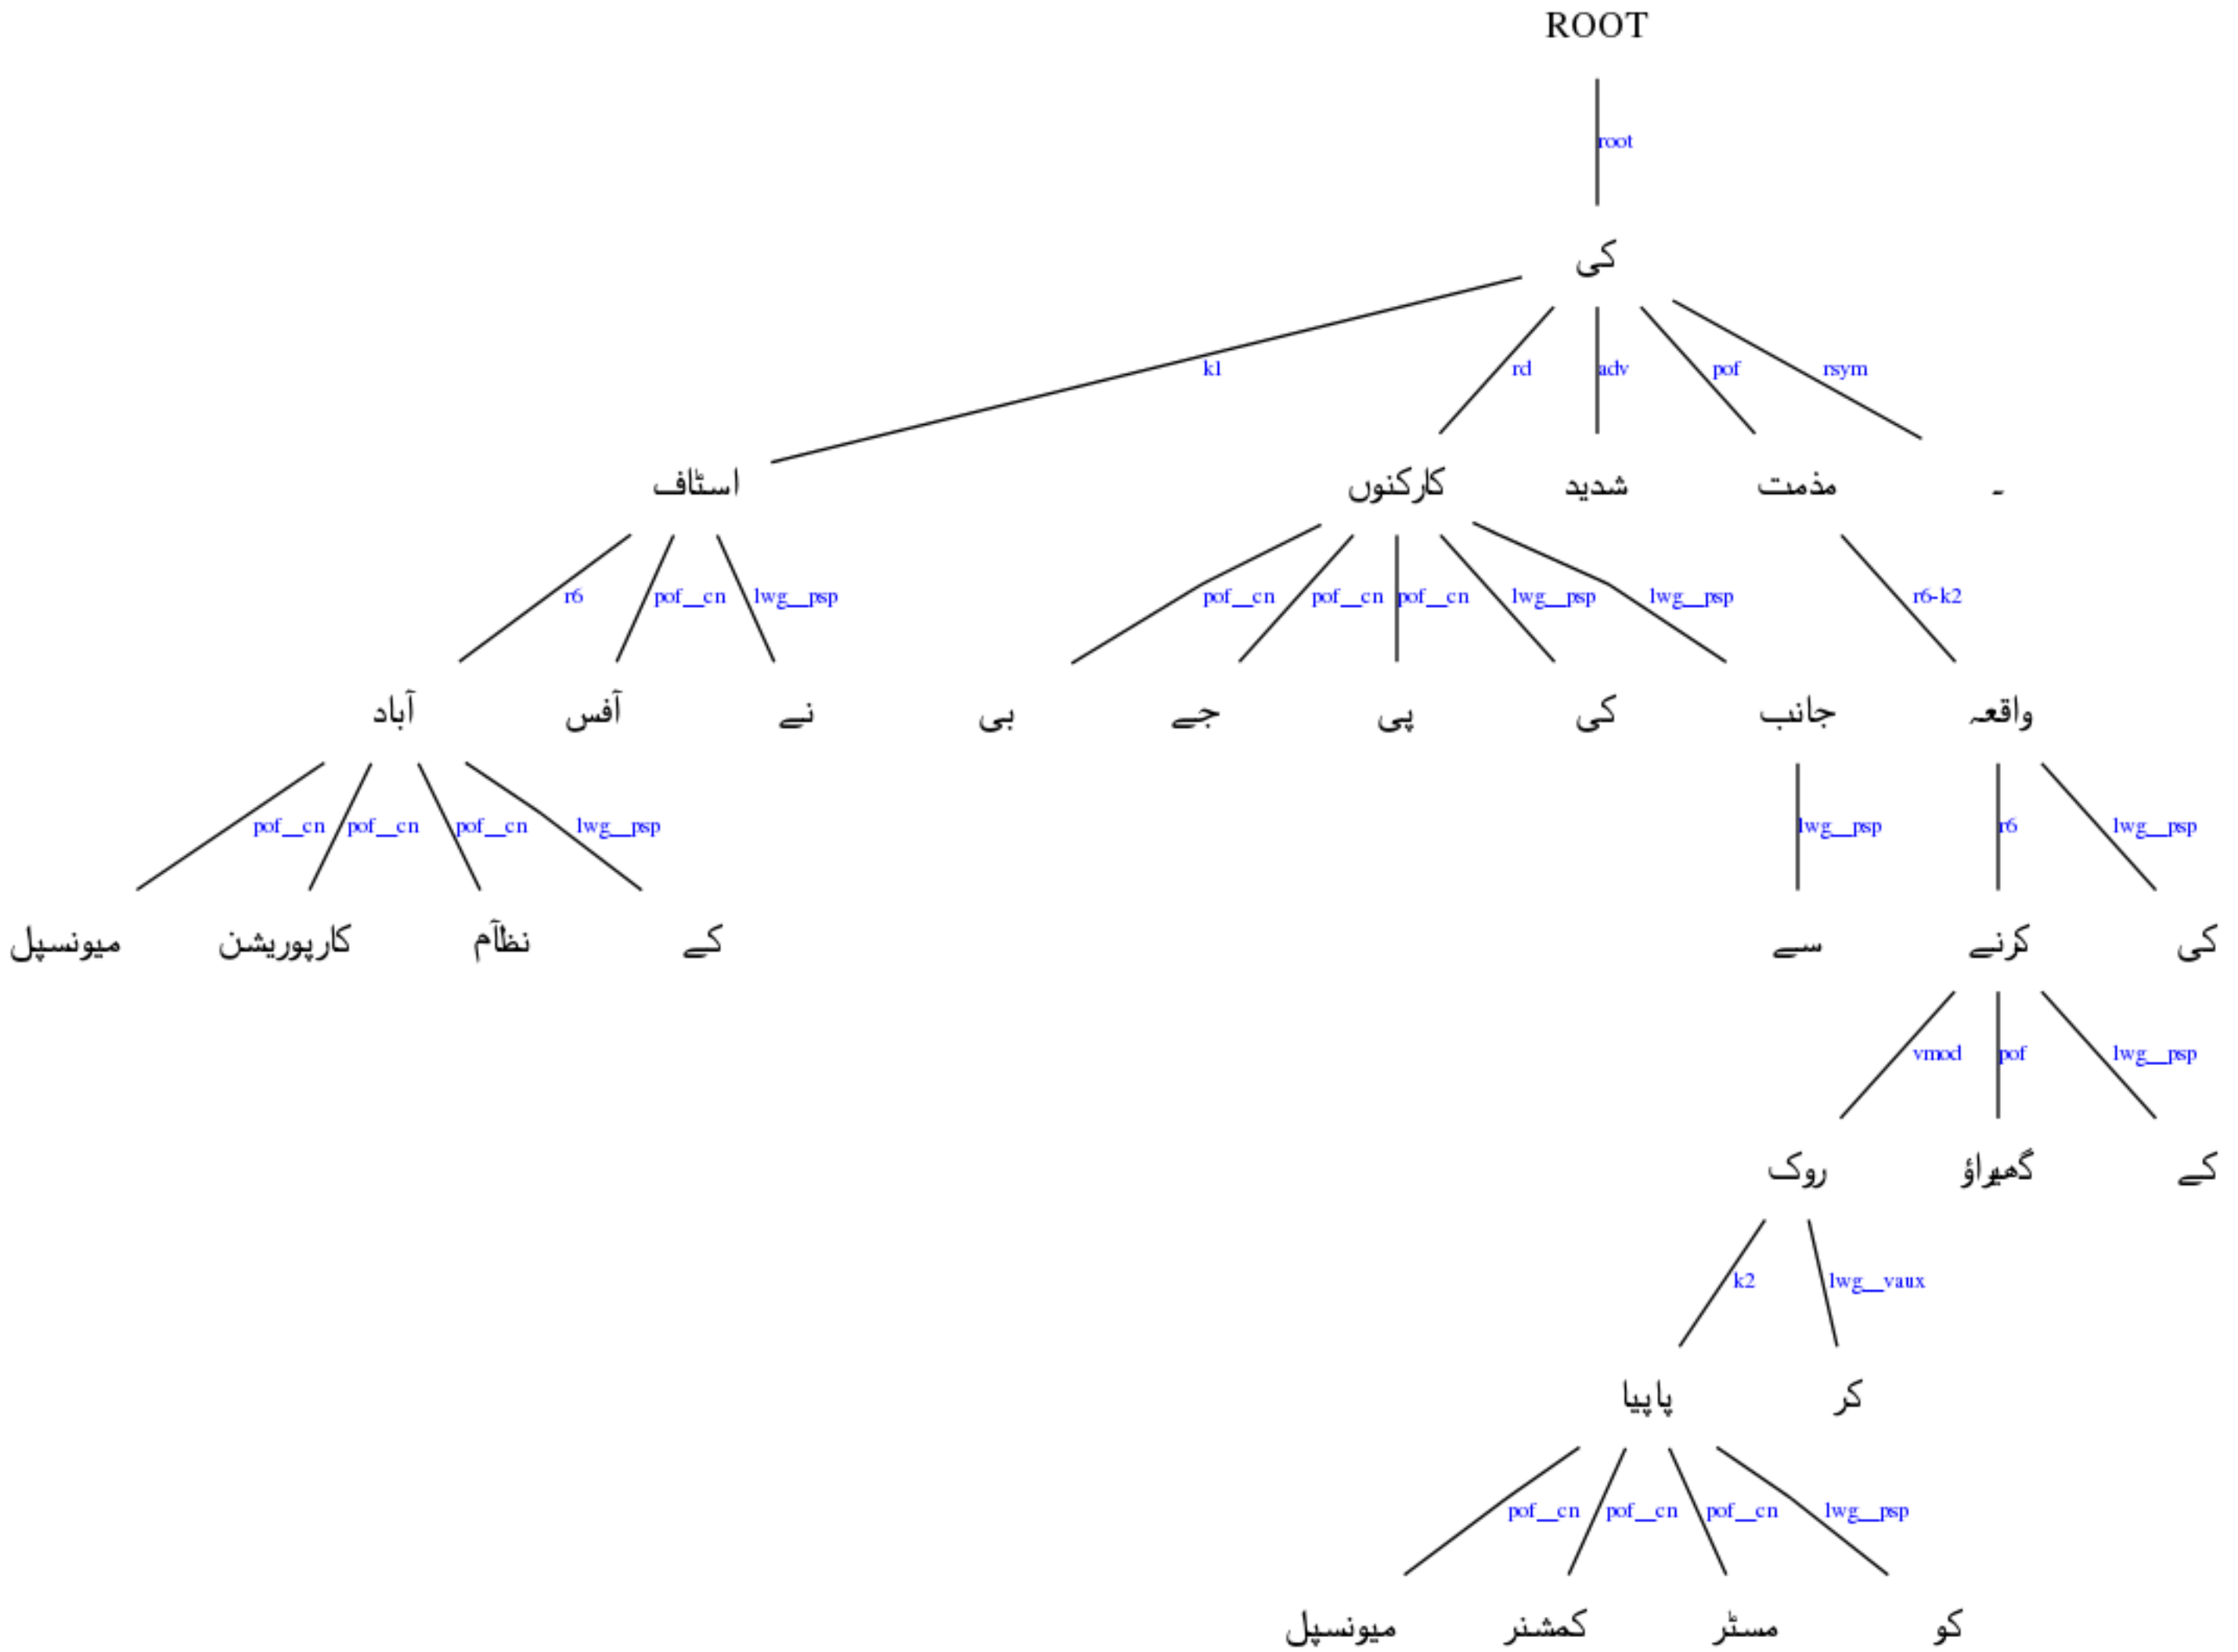 ROOT
root
کی
k1 rd adv pof rsym
اسٹاف کارکنوں شدید مذمت ۔
r6 pof__cn lwg__psp pof__cn pof__cn pof__cn lwg__psp lwg__psp r6-k2
آباد آفس نے بی جے پی کی جانب واقعہ
pof__cn pof__cn pof__cn lwg__psp lwg__psp r6 lwg__psp
میونسپل کارپوریشن نظآم کے سے کرنے کی
vmod pof lwg__psp
روک گھیراؤ کے
k2 lwg__vaux
پاپیا کر
pof__cn pof__cn pof__cn lwg__psp
میونسپل کمشنر مسٹر کو